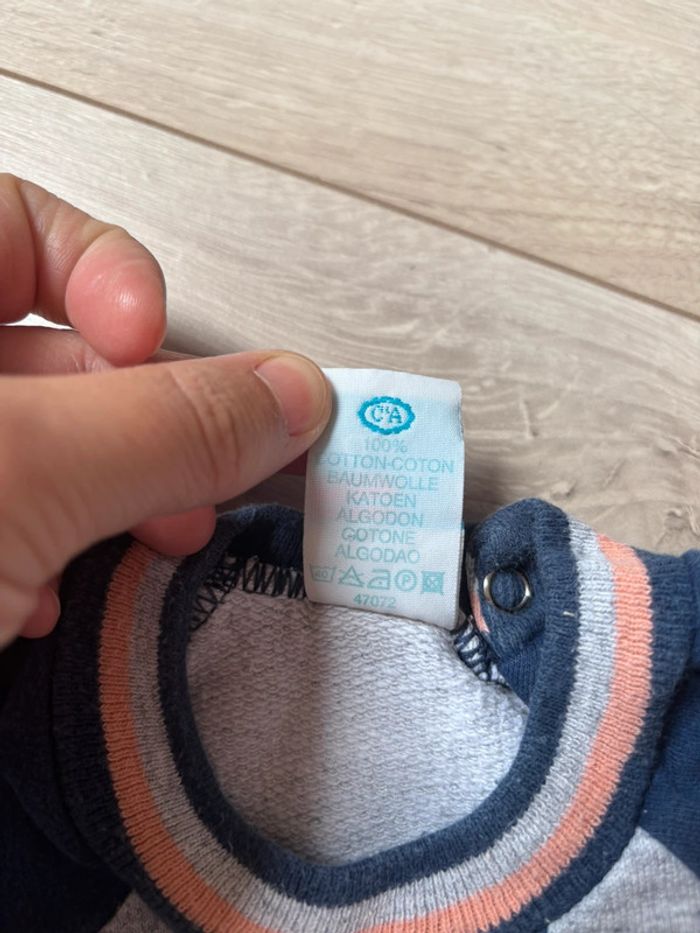 C&A
100%
COTTON-COTON
BAUMWOLLE
KATOEN
ALGODON
COTONE
ALGODAO
P
47072